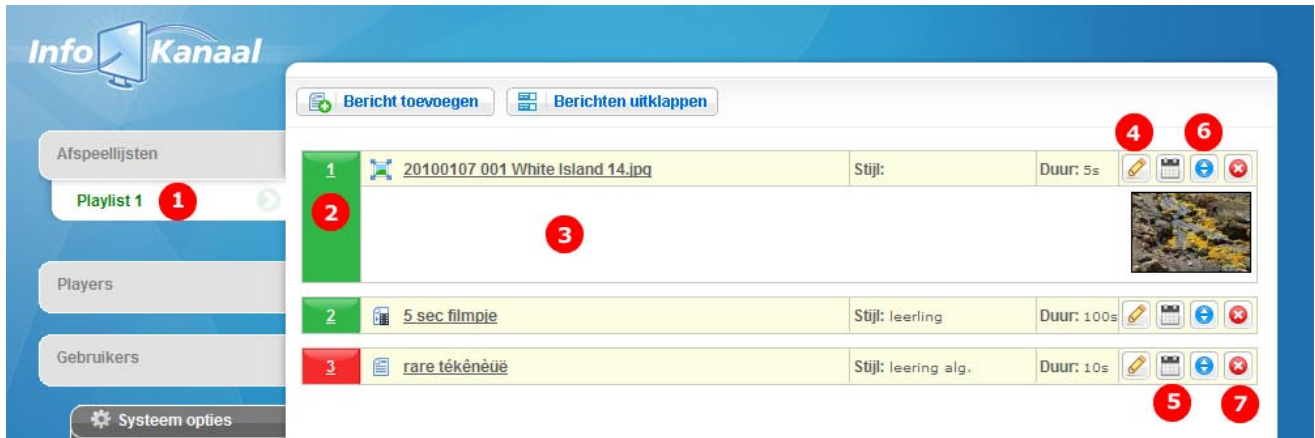 Info Kanaal
Bericht toevoegen Berichten uitklappen
4 6
Afspeellijsten
1 20100107 001 White Island 14.jpg Stijl: Duur: 5s
Playlist 1 1
2
3
Players
2 5 sec filmpje Stijl: leerling Duur: 100s
Gebruikers
3 rare tékênèüë Stijl: leering alg. Duur: 10s
5 7
Systeem opties